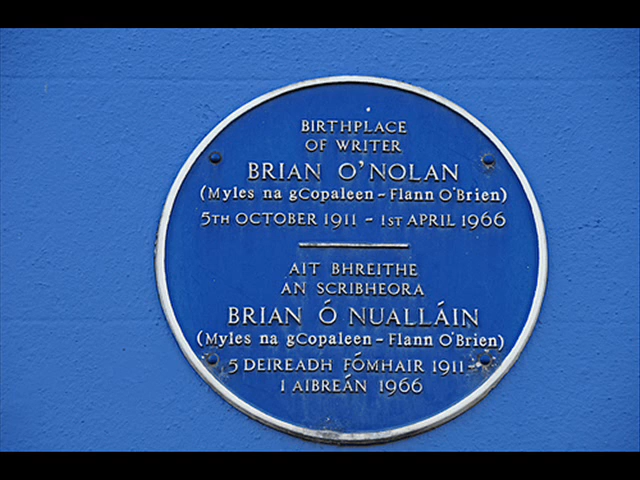 BIRTHPLACE
OF WRITER
BRIAN O'NOLAN
(Myles na gCopaleen - Flann O'Brien)
5TH OCTOBER 1911 - 1ST APRIL 1966
AIT BHREITHE
AN SCRIBHEORA
BRIAN Ó NUALLÁIN
(Myles na gCopaleen - Flann O'Brien)
5 DEIREADH FÓMHAIR 1911 -
1 AIBREÁN 1966